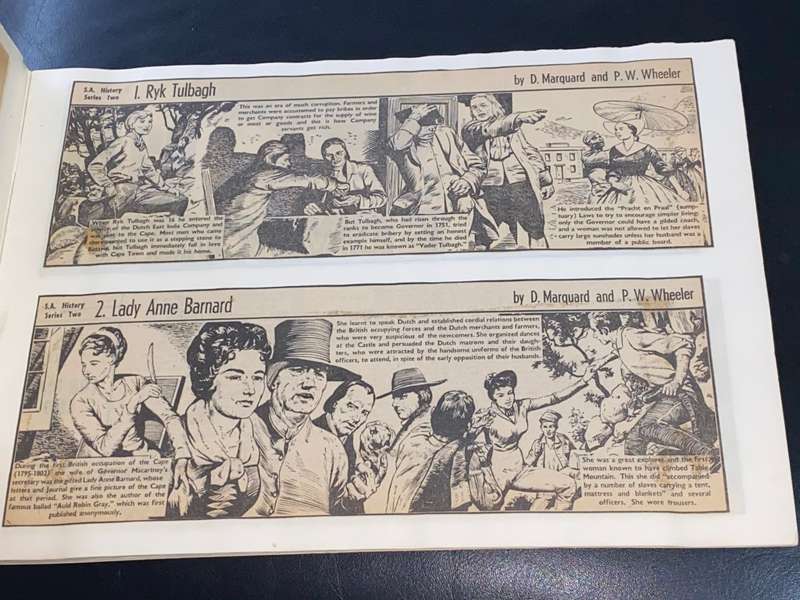 S.A. History
Series Two
1. Ryk Tulbagh
by D. Marquard and P. W. Wheeler
This was an era of much corruption. Farmers and
merchants were accustomed to pay bribes in order
to get Company contracts for the supply of wine
or meat or goods and this is how Company
servants got rich.
When Ryk Tulbagh was 16 he entered the
service of the Dutch East India Company and
was sent to the Cape. Most men who came
here wanted to use it as a stepping stone to
Batavia, but Tulbagh immediately fell in love
with Cape Town and made it his home.
But Tulbagh, who had risen through the
ranks to become Governor in 1751, tried
to eradicate bribery by setting an honest
example himself, and by the time he died
in 1771 he was known as "Vader Tulbagh."
He introduced the "Pracht en Praal" (sump-
tuary) Laws to try to encourage simpler living:
only the Governor could have a gilded coach,
and a woman was not allowed to let her slaves
carry large sunshades unless her husband was a
member of a public board.
S.A. History
Series Two
2. Lady Anne Barnard
by D. Marquard and P. W. Wheeler
She learnt to speak Dutch and established cordial relations between
the British occupying forces and the Dutch merchants and farmers,
who were very suspicious of the newcomers. She organized dances
at the Castle and persuaded the Dutch matrons and their daugh-
ters, who were attracted by the handsome uniforms of the British
officers, to attend, in spite of the early opposition of their husbands.
During the first British occupation of the Cape
(1795-1802) the wife of Governor Macartney's
secretary was the gifted Lady Anne Barnard, whose
letters and Journal give a fine picture of the Cape
at that period. She was also the author of the
famous ballad "Auld Robin Gray," which was first
published anonymously.
She was a great explorer and the first
woman known to have climbed Table
Mountain. This she did "accompanied
by a number of slaves carrying a tent,
mattress and blankets" and several
officers. She wore trousers.